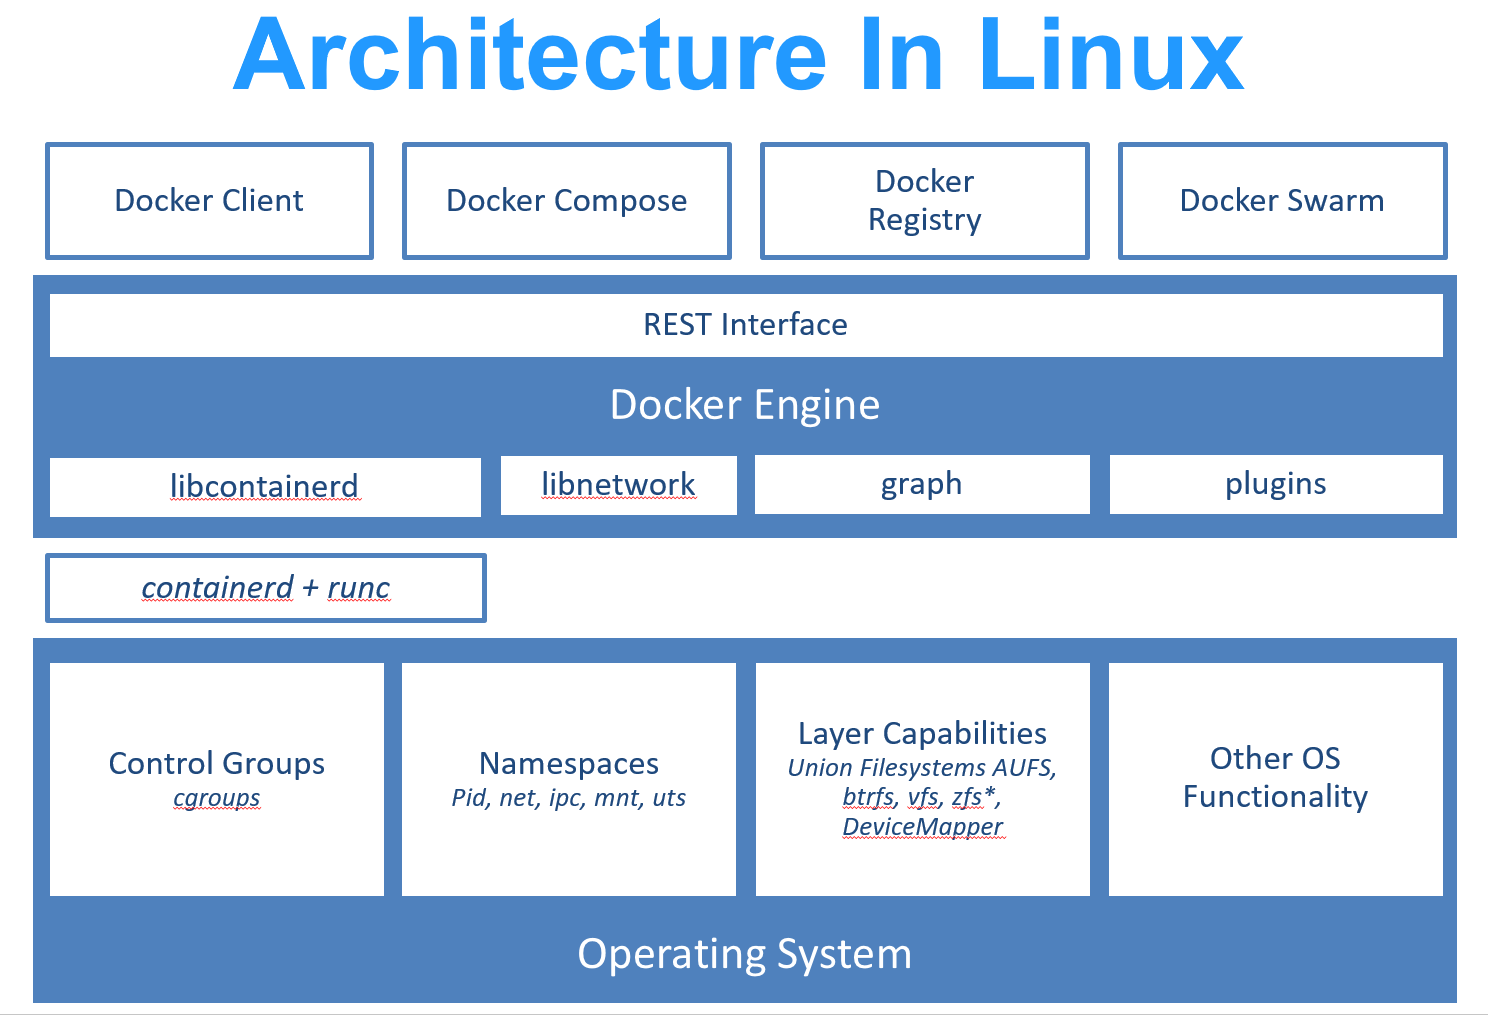 Architecture In Linux
Docker Client
Docker Compose
Docker
Registry
Docker Swarm
REST Interface
Docker Engine
libcontainerd
libnetwork
graph
plugins
containerd + runc
Control Groups
cgroups
Namespaces
Pid, net, ipc, mnt, uts
Layer Capabilities
Union Filesystems AUFS,
btrfs, vfs, zfs*,
DeviceMapper
Other OS
Functionality
Operating System